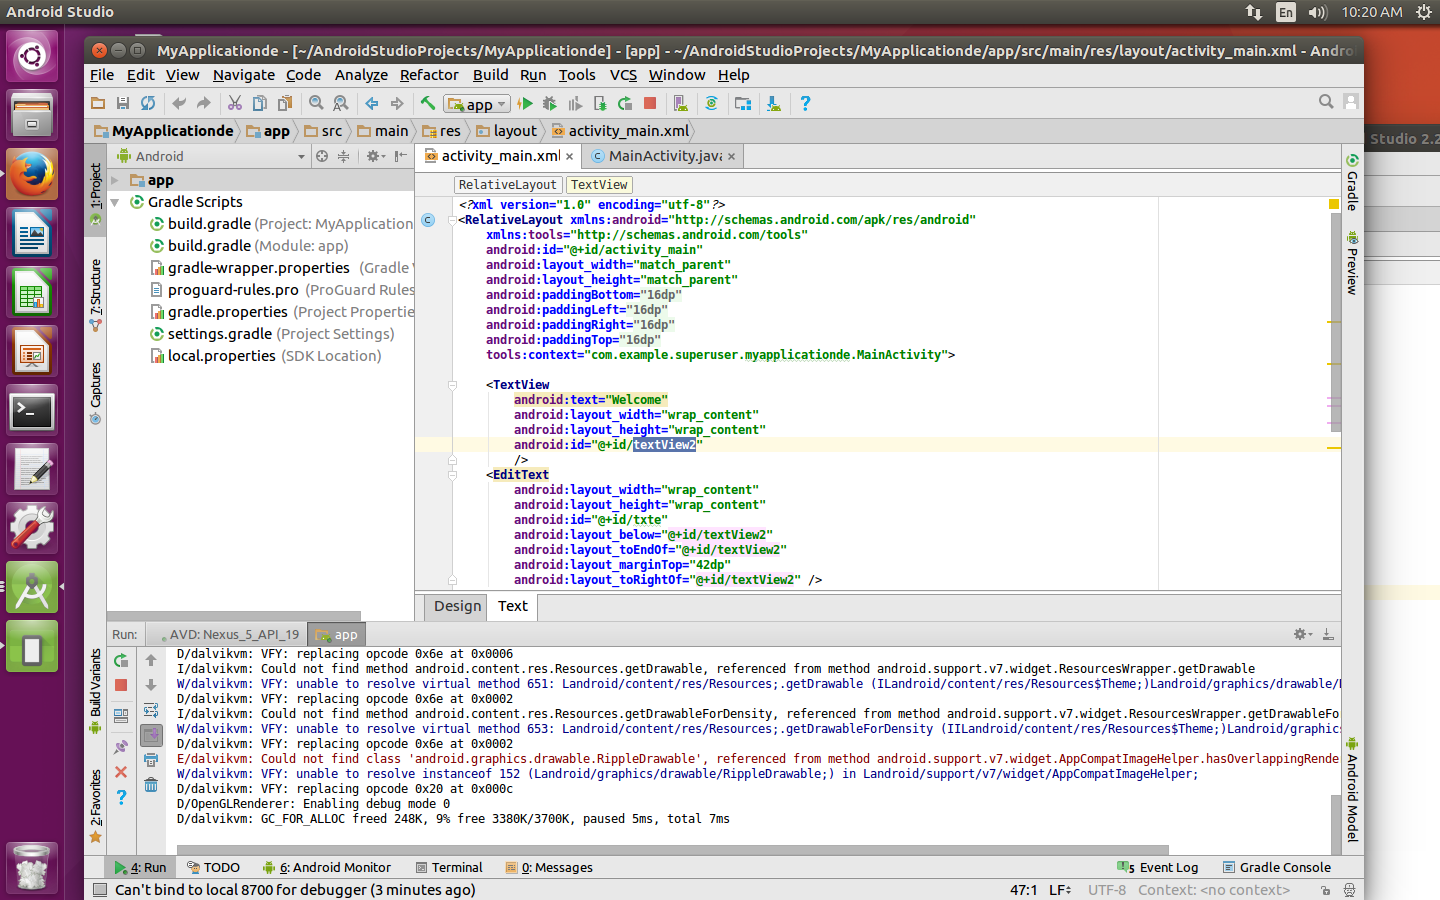 Android Studio
En
10:20 AM
MyApplicationde - [~/AndroidStudioProjects/MyApplicationde] - [app] - ~/AndroidStudioProjects/MyApplicationde/app/src/main/res/layout/activity_main.xml - Andro
File Edit View Navigate Code Analyze Refactor Build Run Tools VCS Window Help
app
Studio 2.2
MyApplicationde app src main res layout activity_main.xml
Android
activity_main.xml
MainActivity.java
1: Project
7: Structure
Captures
Build Variants
2: Favorites
app
Gradle Scripts
build.gradle (Project: MyApplication
build.gradle (Module: app)
gradle-wrapper.properties (Gradle
proguard-rules.pro (ProGuard Rules
gradle.properties (Project Propertie
settings.gradle (Project Settings)
local.properties (SDK Location)
RelativeLayout TextView
<?xml version="1.0" encoding="utf-8"?>
<RelativeLayout xmlns:android="http://schemas.android.com/apk/res/android"
xmlns:tools="http://schemas.android.com/tools"
android:id="@+id/activity_main"
android:layout_width="match_parent"
android:layout_height="match_parent"
android:paddingBottom="16dp"
android:paddingLeft="16dp"
android:paddingRight="16dp"
android:paddingTop="16dp"
tools:context="com.example.superuser.myapplicationde.MainActivity">
<TextView
android:text="Welcome"
android:layout_width="wrap_content"
android:layout_height="wrap_content"
android:id="@+id/textView2"
/>
<EditText
android:layout_width="wrap_content"
android:layout_height="wrap_content"
android:id="@+id/txte"
android:layout_below="@+id/textView2"
android:layout_toEndOf="@+id/textView2"
android:layout_marginTop="42dp"
android:layout_toRightOf="@+id/textView2" />
Design Text
Gradle
Preview
Android Model
Run: AVD: Nexus_5_API_19 app
D/dalvikvm: VFY: replacing opcode 0x6e at 0x0006
I/dalvikvm: Could not find method android.content.res.Resources.getDrawable, referenced from method android.support.v7.widget.ResourcesWrapper.getDrawable
W/dalvikvm: VFY: unable to resolve virtual method 651: Landroid/content/res/Resources;.getDrawable (ILandroid/content/res/Resources$Theme;)Landroid/graphics/drawable/
D/dalvikvm: VFY: replacing opcode 0x6e at 0x0002
I/dalvikvm: Could not find method android.content.res.Resources.getDrawableForDensity, referenced from method android.support.v7.widget.ResourcesWrapper.getDrawableFo
W/dalvikvm: VFY: unable to resolve virtual method 653: Landroid/content/res/Resources;.getDrawableForDensity (IILandroid/content/res/Resources$Theme;)Landroid/graphics
D/dalvikvm: VFY: replacing opcode 0x6e at 0x0002
E/dalvikvm: Could not find class 'android.graphics.drawable.RippleDrawable', referenced from method android.support.v7.widget.AppCompatImageHelper.hasOverlappingRende
W/dalvikvm: VFY: unable to resolve instanceof 152 (Landroid/graphics/drawable/RippleDrawable;) in Landroid/support/v7/widget/AppCompatImageHelper;
D/dalvikvm: VFY: replacing opcode 0x20 at 0x000c
D/OpenGLRenderer: Enabling debug mode 0
D/dalvikvm: GC_FOR_ALLOC freed 248K, 9% free 3380K/3700K, paused 5ms, total 7ms
4: Run TODO 6: Android Monitor Terminal 0: Messages Event Log Gradle Console
Can't bind to local 8700 for debugger (3 minutes ago) 47:1 LF UTF-8 Context: <no context>